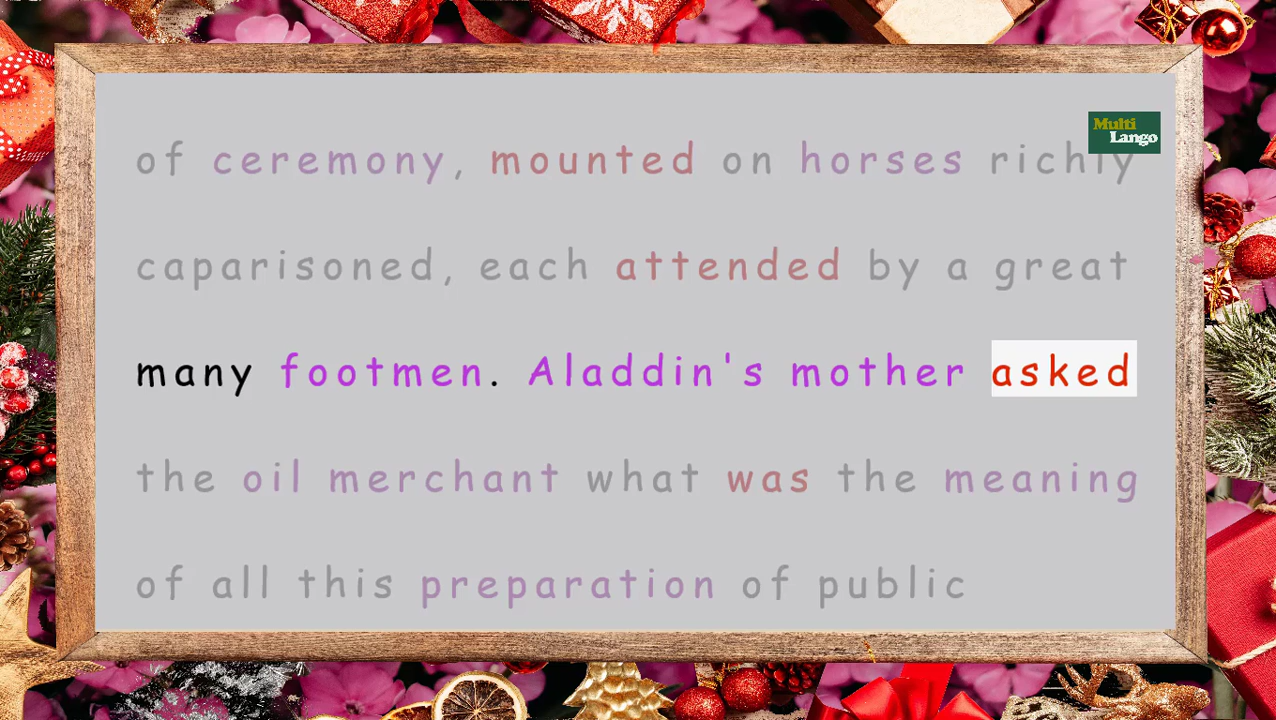 Multi
Lango
of ceremony, mounted on horses richly
caparisoned, each attended by a great
many footmen. Aladdin's mother asked
the oil merchant what was the meaning
of all this preparation of public